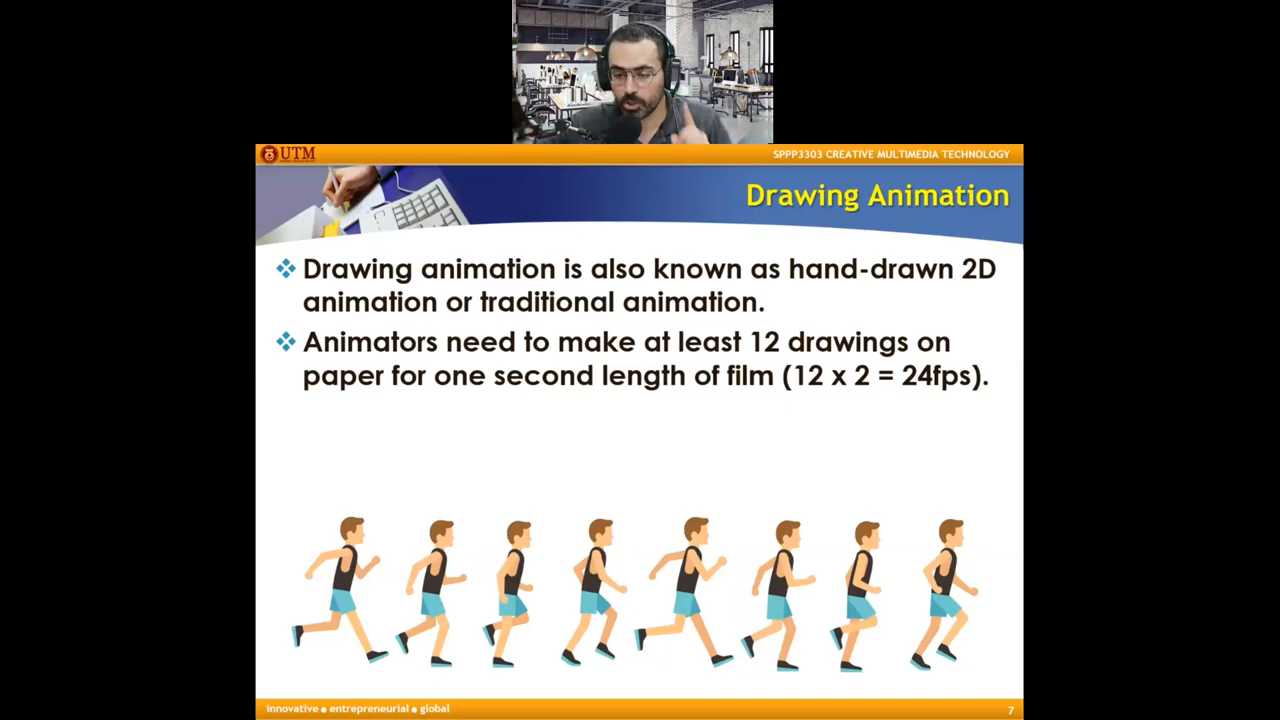 UTM
SPPP3303 CREATIVE MULTIMEDIA TECHNOLOGY
Drawing Animation
Drawing animation is also known as hand-drawn 2D
animation or traditional animation.
Animators need to make at least 12 drawings on
paper for one second length of film (12 x 2 = 24fps).
innovative ● entrepreneurial ● global
7